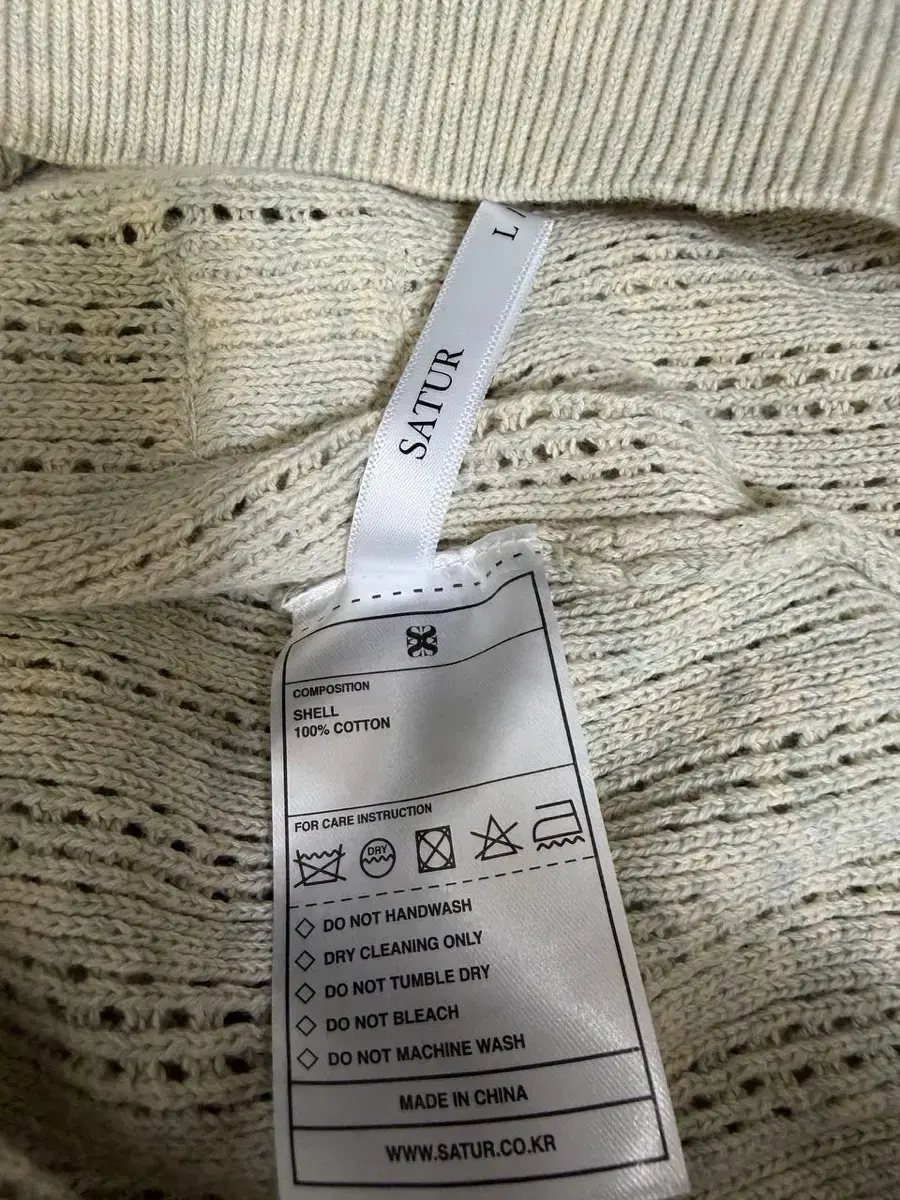 L /
SATUR
COMPOSITION
SHELL
100% COTTON
FOR CARE INSTRUCTION
DRY
DO NOT HANDWASH
DRY CLEANING ONLY
DO NOT TUMBLE DRY
DO NOT BLEACH
DO NOT MACHINE WASH
MADE IN CHINA
WWW.SATUR.CO.KR